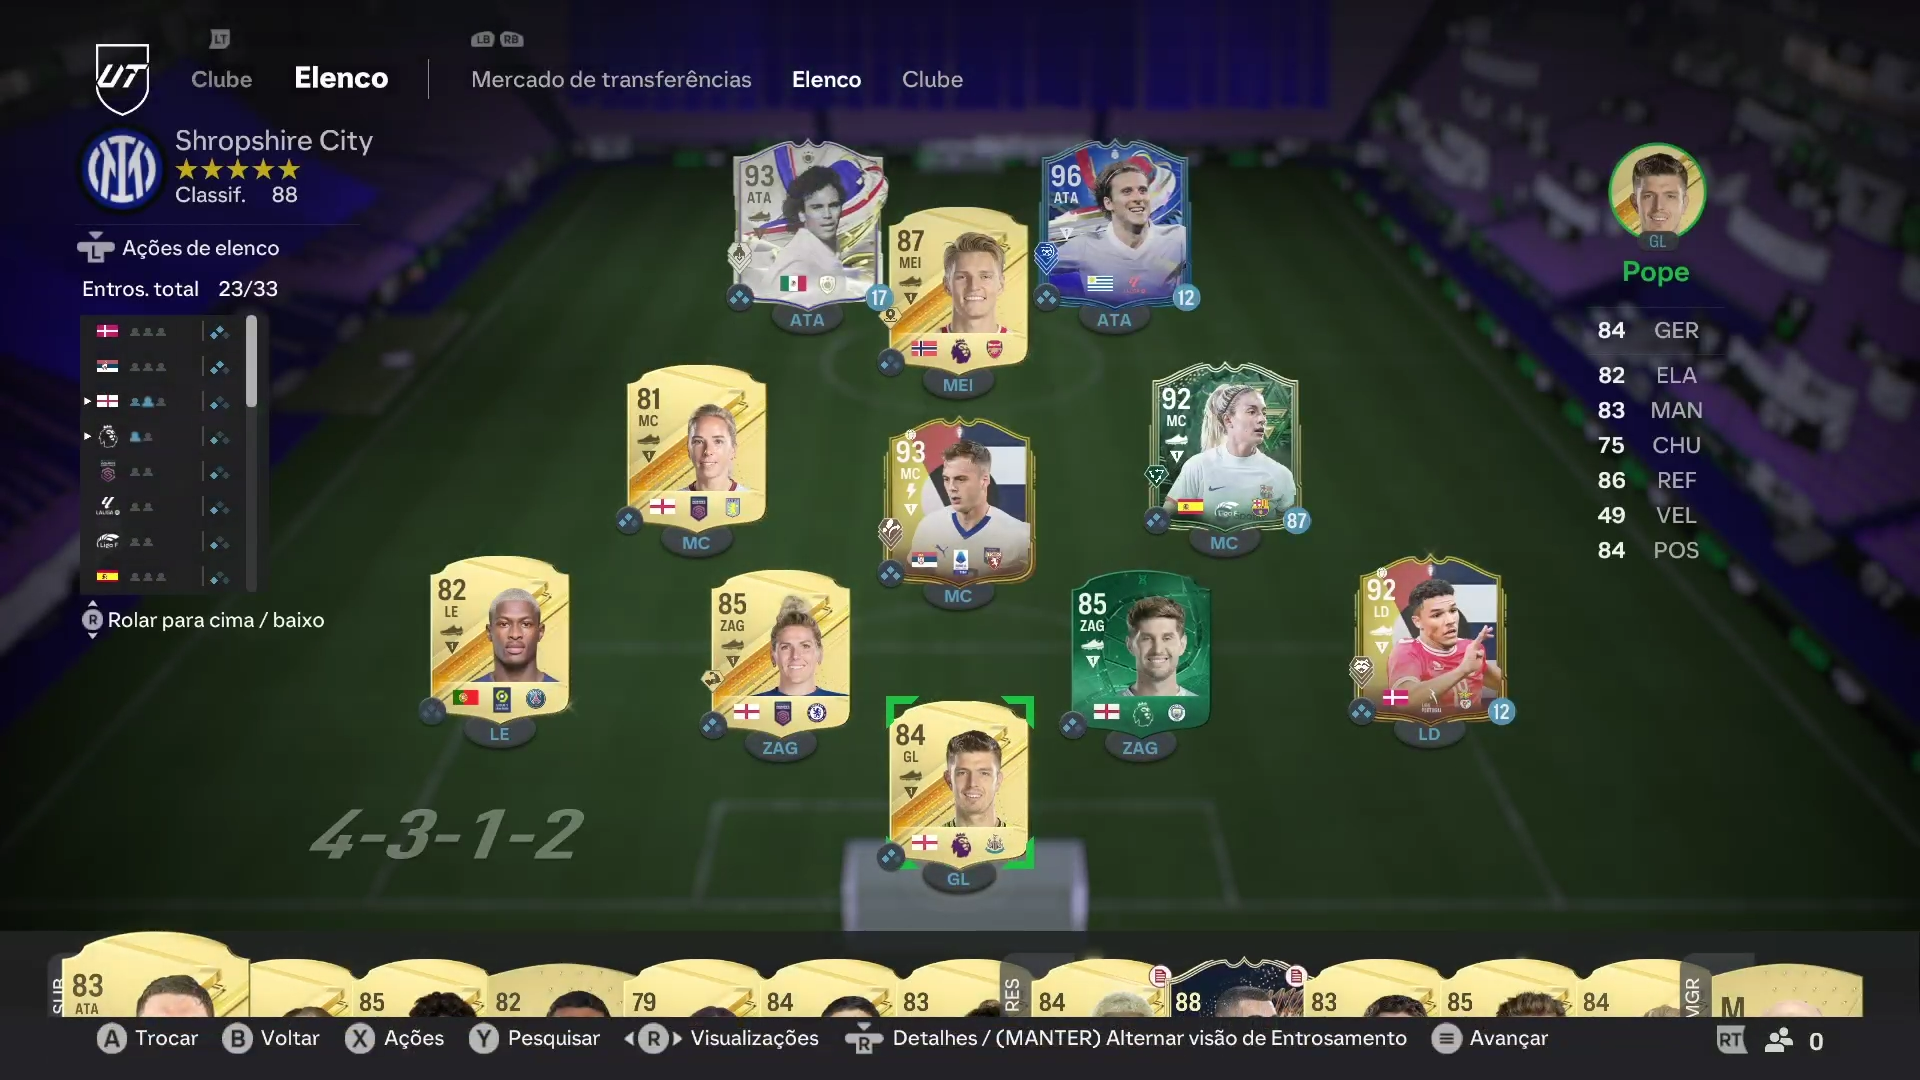 LT
LB RB
UT
Clube
Elenco
Mercado de transferências
Elenco
Clube
Shropshire City
Classif. 88
L
Ações de elenco
Entros. total 23/33
R
Rolar para cima / baixo
4-3-1-2
93
ATA
17
ATA
87
MEI
MEI
96
ATA
12
ATA
81
MC
MC
93
MC
MC
92
MC
87
MC
82
LE
LE
85
ZAG
ZAG
85
ZAG
ZAG
92
LD
12
LD
84
GL
GL
GL
Pope
84 GER
82 ELA
83 MAN
75 CHU
86 REF
49 VEL
84 POS
SUB
83
ATA
85
82
79
84
83
RES
84
88
83
85
84
MGR
M
A Trocar
B Voltar
X Ações
Y Pesquisar
R Visualizações
R Detalhes / (MANTER) Alternar visão de Entrosamento
Avançar
RT 0